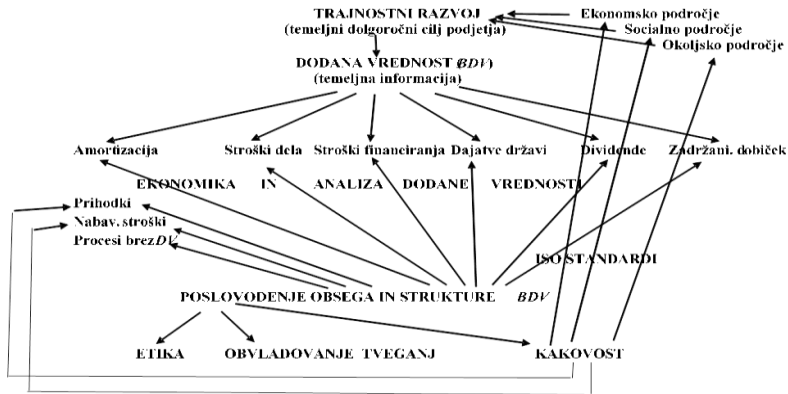 TRAJNOSTNI RAZVOJ
(temeljni dolgoročni cilj podjetja)
Ekonomsko področje
Socialno področje
Okoljsko področje
DODANA VREDNOST (BDV)
(temeljna informacija)
Amortizacija Stroški dela Stroški financiranja Dajatve državi Dividende Zadržani. dobiček
EKONOMIKA IN ANALIZA DODANE VREDNOSTI
Prihodki
Nabav. stroški
Procesi brez DV
ISO STANDARDI
POSLOVODENJE OBSEGA IN STRUKTURE BDV
ETIKA OBVLADOVANJE TVEGANJ KAKOVOST